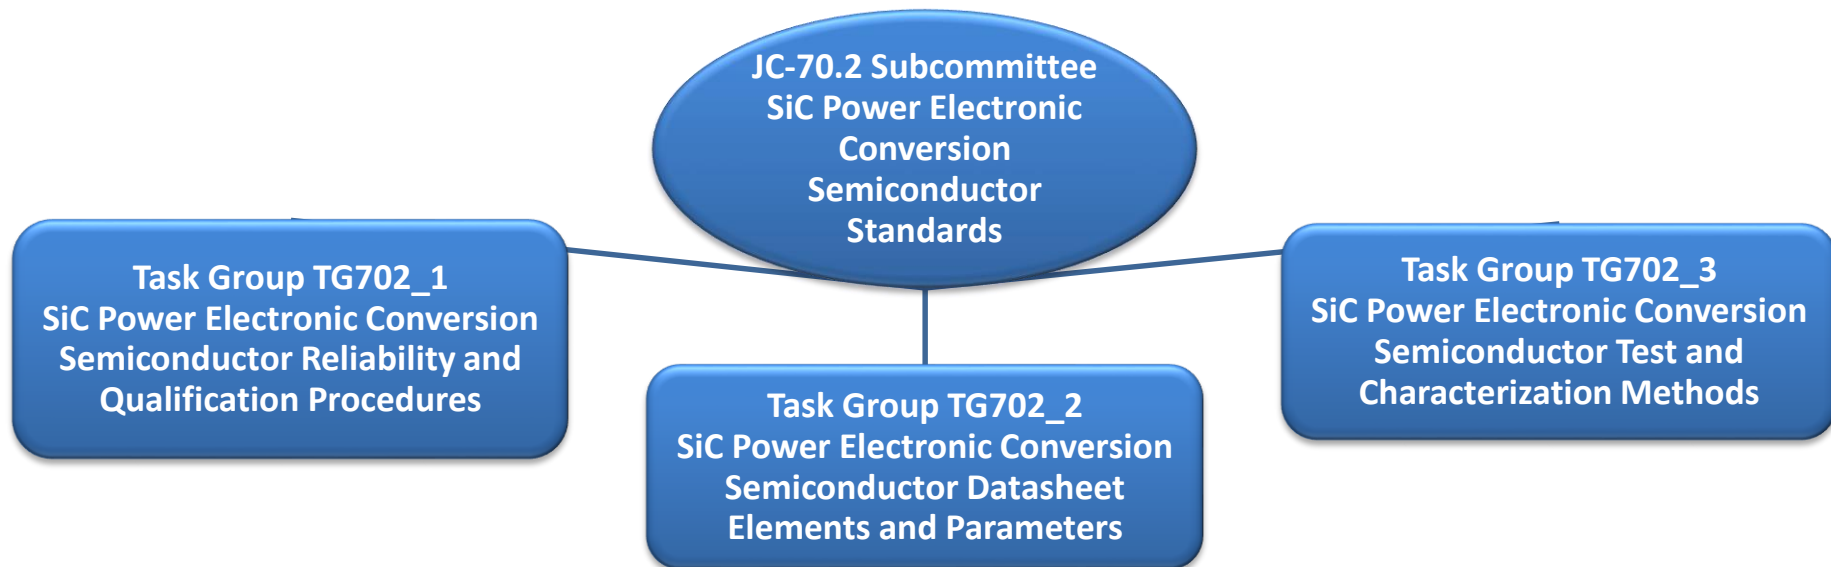 JC-70.2 Subcommittee
SiC Power Electronic
Conversion
Semiconductor
Standards
Task Group TG702_1
SiC Power Electronic Conversion
Semiconductor Reliability and
Qualification Procedures
Task Group TG702_2
SiC Power Electronic Conversion
Semiconductor Datasheet
Elements and Parameters
Task Group TG702_3
SiC Power Electronic Conversion
Semiconductor Test and
Characterization Methods